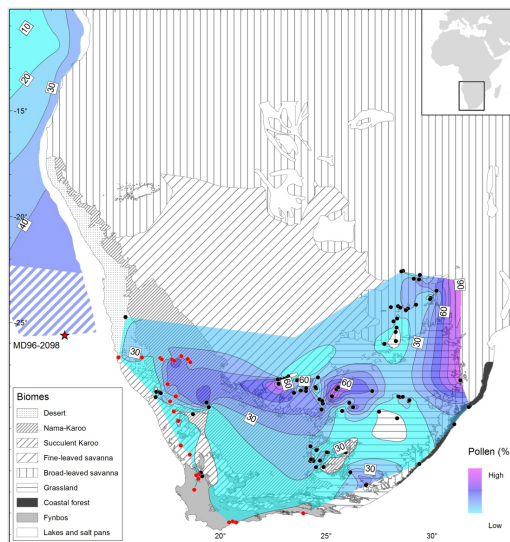 10
20
30
-15°
-20°
40
-25°
MD96-2098
30
90
60
30
60
60
30
30
30
30
Biomes
Desert
Nama-Karoo
Succulent Karoo
Fine-leaved savanna
Broad-leaved savanna
Grassland
Coastal forest
Fynbos
Lakes and salt pans
Pollen (%
High
Low
20°
25°
30°